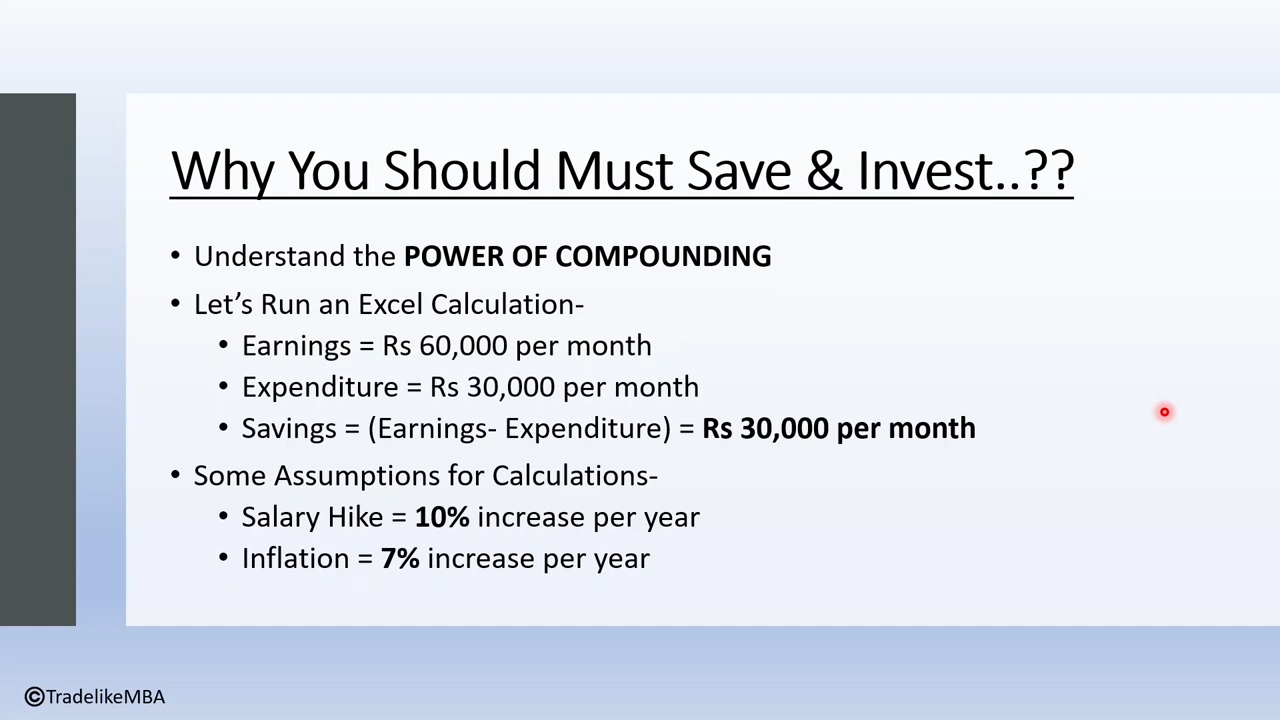 Why You Should Must Save & Invest..??
• Understand the POWER OF COMPOUNDING
• Let’s Run an Excel Calculation-
• Earnings = Rs 60,000 per month
• Expenditure = Rs 30,000 per month
• Savings = (Earnings- Expenditure) = Rs 30,000 per month
• Some Assumptions for Calculations-
• Salary Hike = 10% increase per year
• Inflation = 7% increase per year
©TradelikeMBA